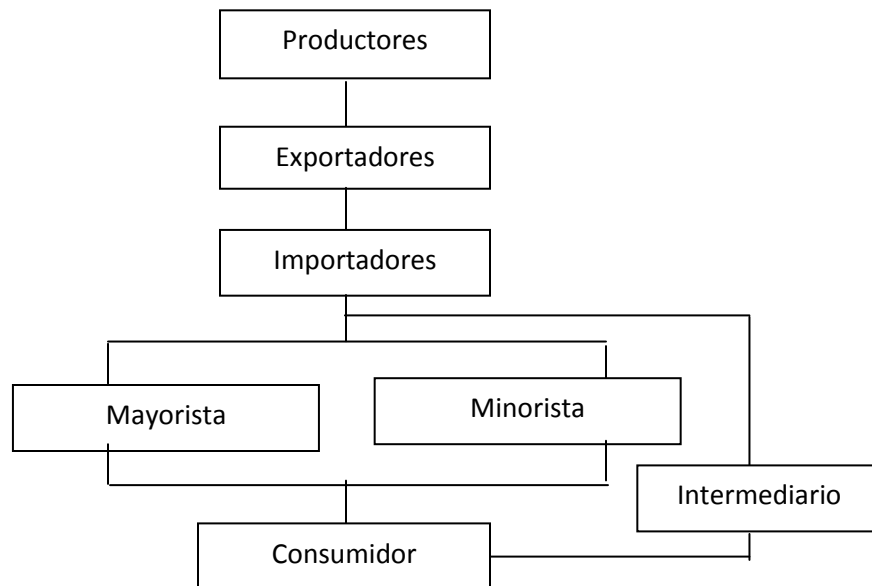 Productores
Exportadores
Importadores
Mayorista
Minorista
Intermediario
Consumidor